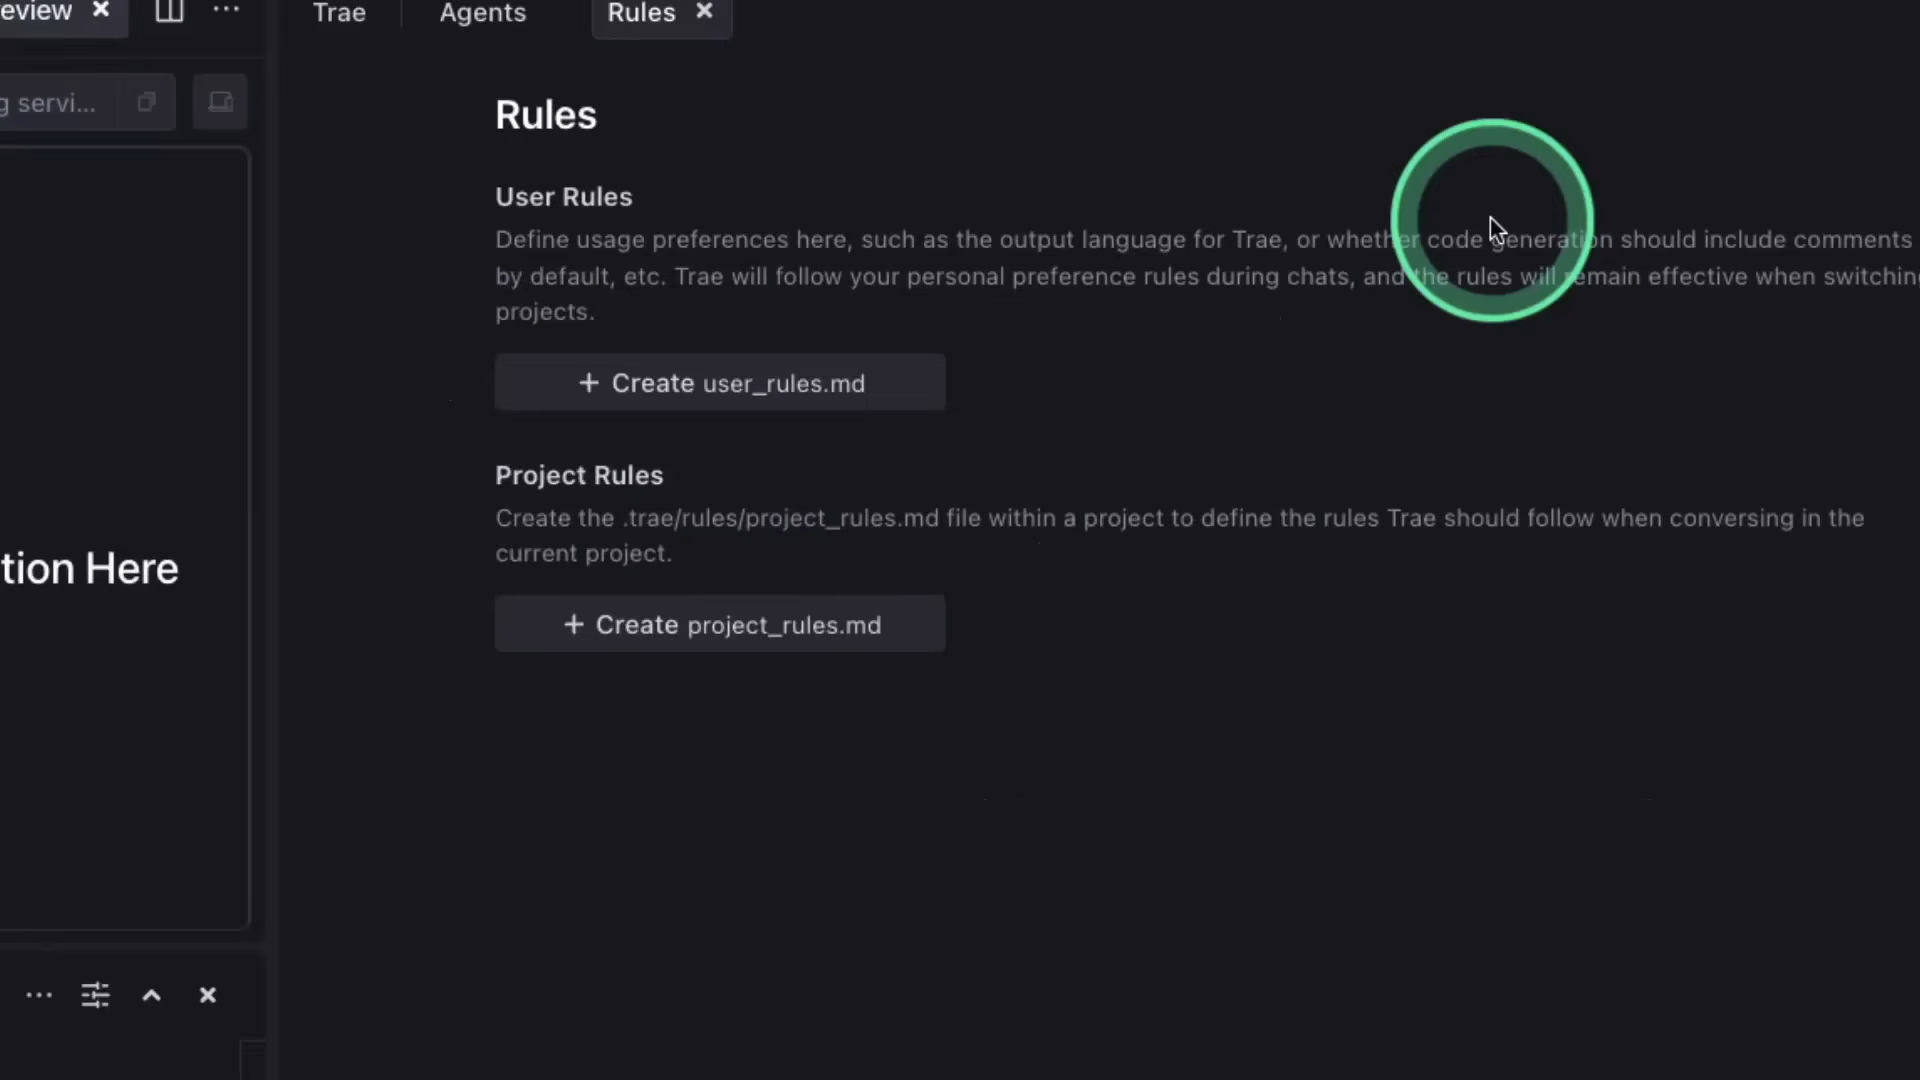 eview
Trae
Agents
Rules
g servi...
Rules
User Rules
Define usage preferences here, such as the output language for Trae, or whether code generation should include comments
by default, etc. Trae will follow your personal preference rules during chats, and the rules will remain effective when switching
projects.
+ Create user_rules.md
Project Rules
Create the .trae/rules/project_rules.md file within a project to define the rules Trae should follow when conversing in the
current project.
tion Here
+ Create project_rules.md